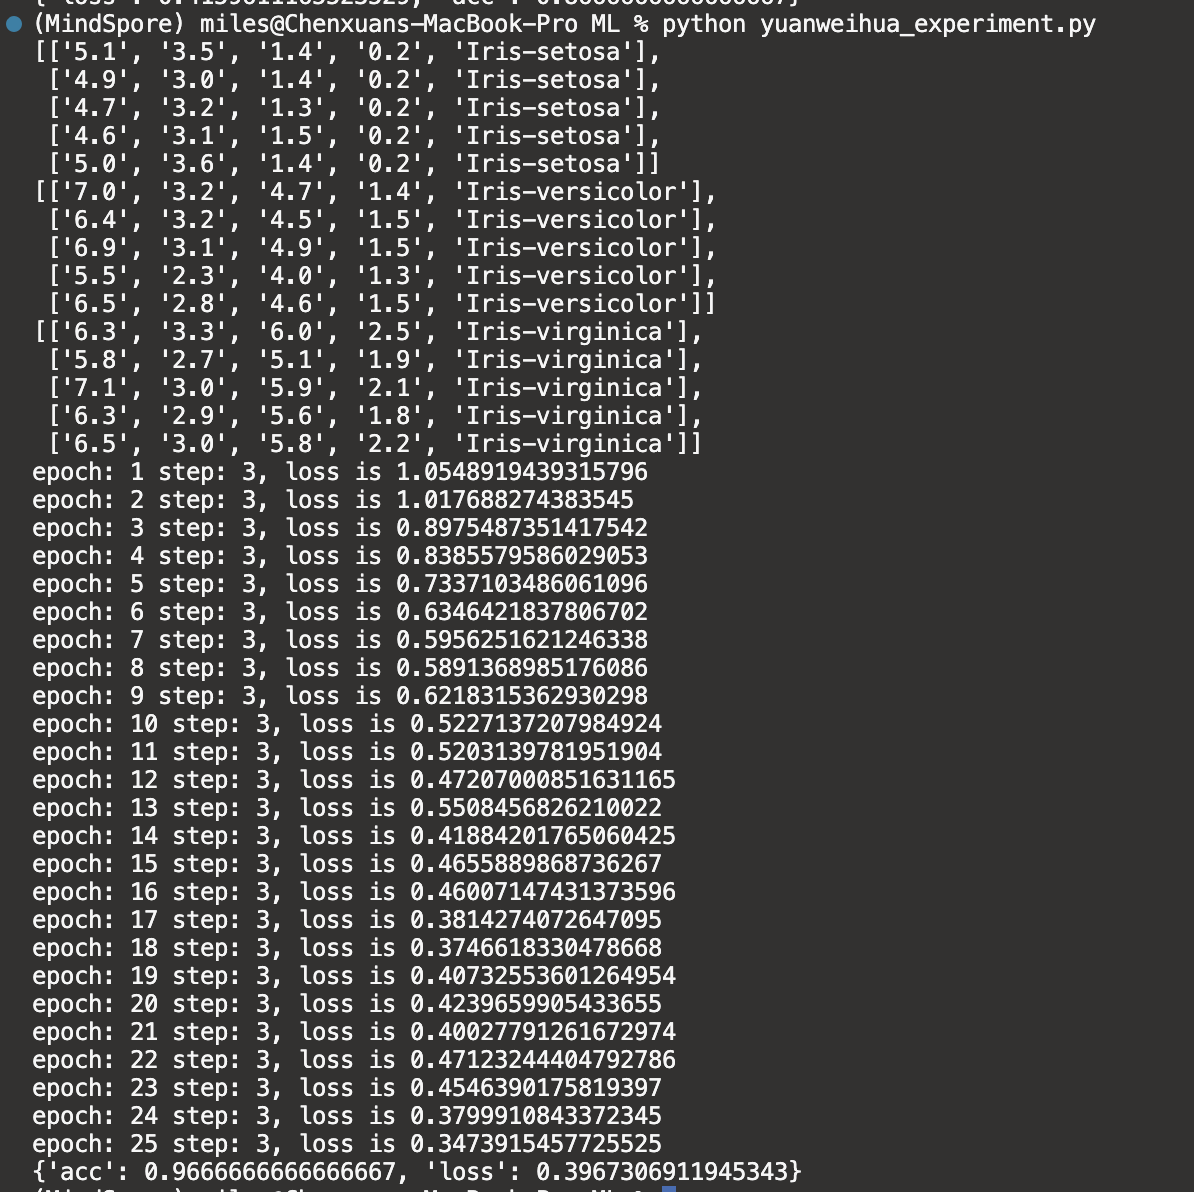 (MindSpore) miles@Chenxuans-MacBook-Pro ML % python yuanweihua_experiment.py
[['5.1', '3.5', '1.4', '0.2', 'Iris-setosa'],
['4.9', '3.0', '1.4', '0.2', 'Iris-setosa'],
['4.7', '3.2', '1.3', '0.2', 'Iris-setosa'],
['4.6', '3.1', '1.5', '0.2', 'Iris-setosa'],
['5.0', '3.6', '1.4', '0.2', 'Iris-setosa']]
[['7.0', '3.2', '4.7', '1.4', 'Iris-versicolor'],
['6.4', '3.2', '4.5', '1.5', 'Iris-versicolor'],
['6.9', '3.1', '4.9', '1.5', 'Iris-versicolor'],
['5.5', '2.3', '4.0', '1.3', 'Iris-versicolor'],
['6.5', '2.8', '4.6', '1.5', 'Iris-versicolor']]
[['6.3', '3.3', '6.0', '2.5', 'Iris-virginica'],
['5.8', '2.7', '5.1', '1.9', 'Iris-virginica'],
['7.1', '3.0', '5.9', '2.1', 'Iris-virginica'],
['6.3', '2.9', '5.6', '1.8', 'Iris-virginica'],
['6.5', '3.0', '5.8', '2.2', 'Iris-virginica']]
epoch: 1 step: 3, loss is 1.0548919439315796
epoch: 2 step: 3, loss is 1.017688274383545
epoch: 3 step: 3, loss is 0.8975487351417542
epoch: 4 step: 3, loss is 0.8385579586029053
epoch: 5 step: 3, loss is 0.7337103486061096
epoch: 6 step: 3, loss is 0.6346421837806702
epoch: 7 step: 3, loss is 0.5956251621246338
epoch: 8 step: 3, loss is 0.5891368985176086
epoch: 9 step: 3, loss is 0.6218315362930298
epoch: 10 step: 3, loss is 0.5227137207984924
epoch: 11 step: 3, loss is 0.5203139781951904
epoch: 12 step: 3, loss is 0.47207000851631165
epoch: 13 step: 3, loss is 0.5508456826210022
epoch: 14 step: 3, loss is 0.41884201765060425
epoch: 15 step: 3, loss is 0.4655889868736267
epoch: 16 step: 3, loss is 0.46007147431373596
epoch: 17 step: 3, loss is 0.3814274072647095
epoch: 18 step: 3, loss is 0.3746618330478668
epoch: 19 step: 3, loss is 0.40732553601264954
epoch: 20 step: 3, loss is 0.4239659905433655
epoch: 21 step: 3, loss is 0.40027791261672974
epoch: 22 step: 3, loss is 0.47123244404792786
epoch: 23 step: 3, loss is 0.4546390175819397
epoch: 24 step: 3, loss is 0.3799910843372345
epoch: 25 step: 3, loss is 0.3473915457725525
{'acc': 0.9666666666666667, 'loss': 0.3967306911945343}